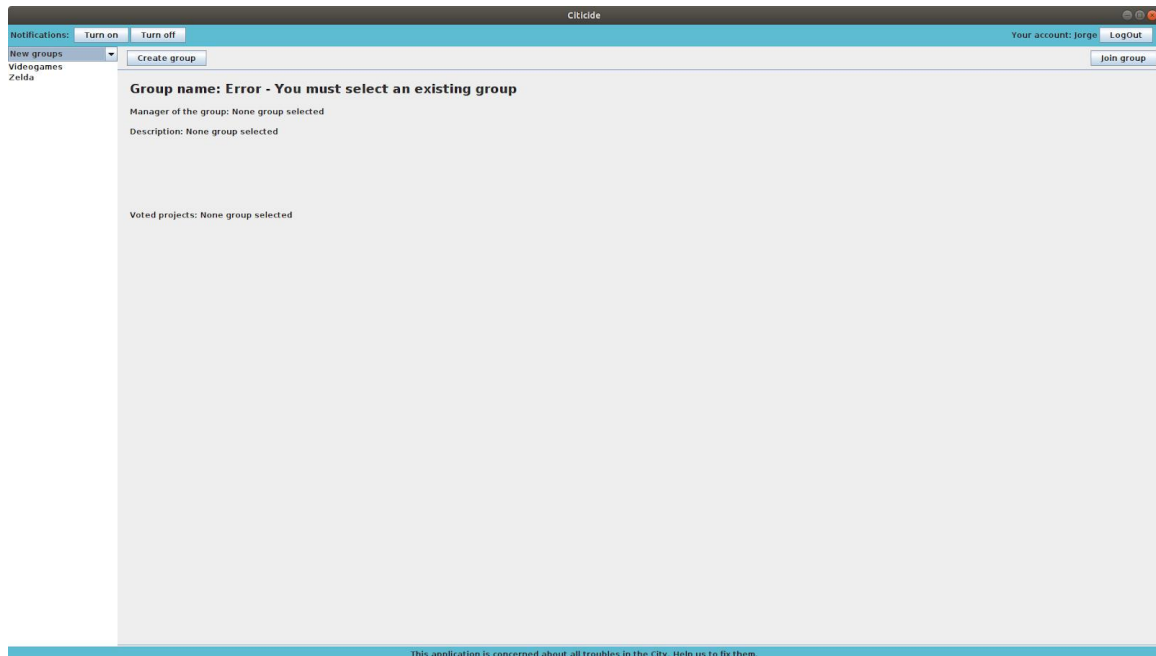 Citicide
Notifications: Turn on Turn off Your account: Jorge LogOut
New groups Create group Join group
Videogames
Zelda
Group name: Error - You must select an existing group
Manager of the group: None group selected
Description: None group selected
Voted projects: None group selected
This application is concerned about all troubles in the City. Help us to fix them.